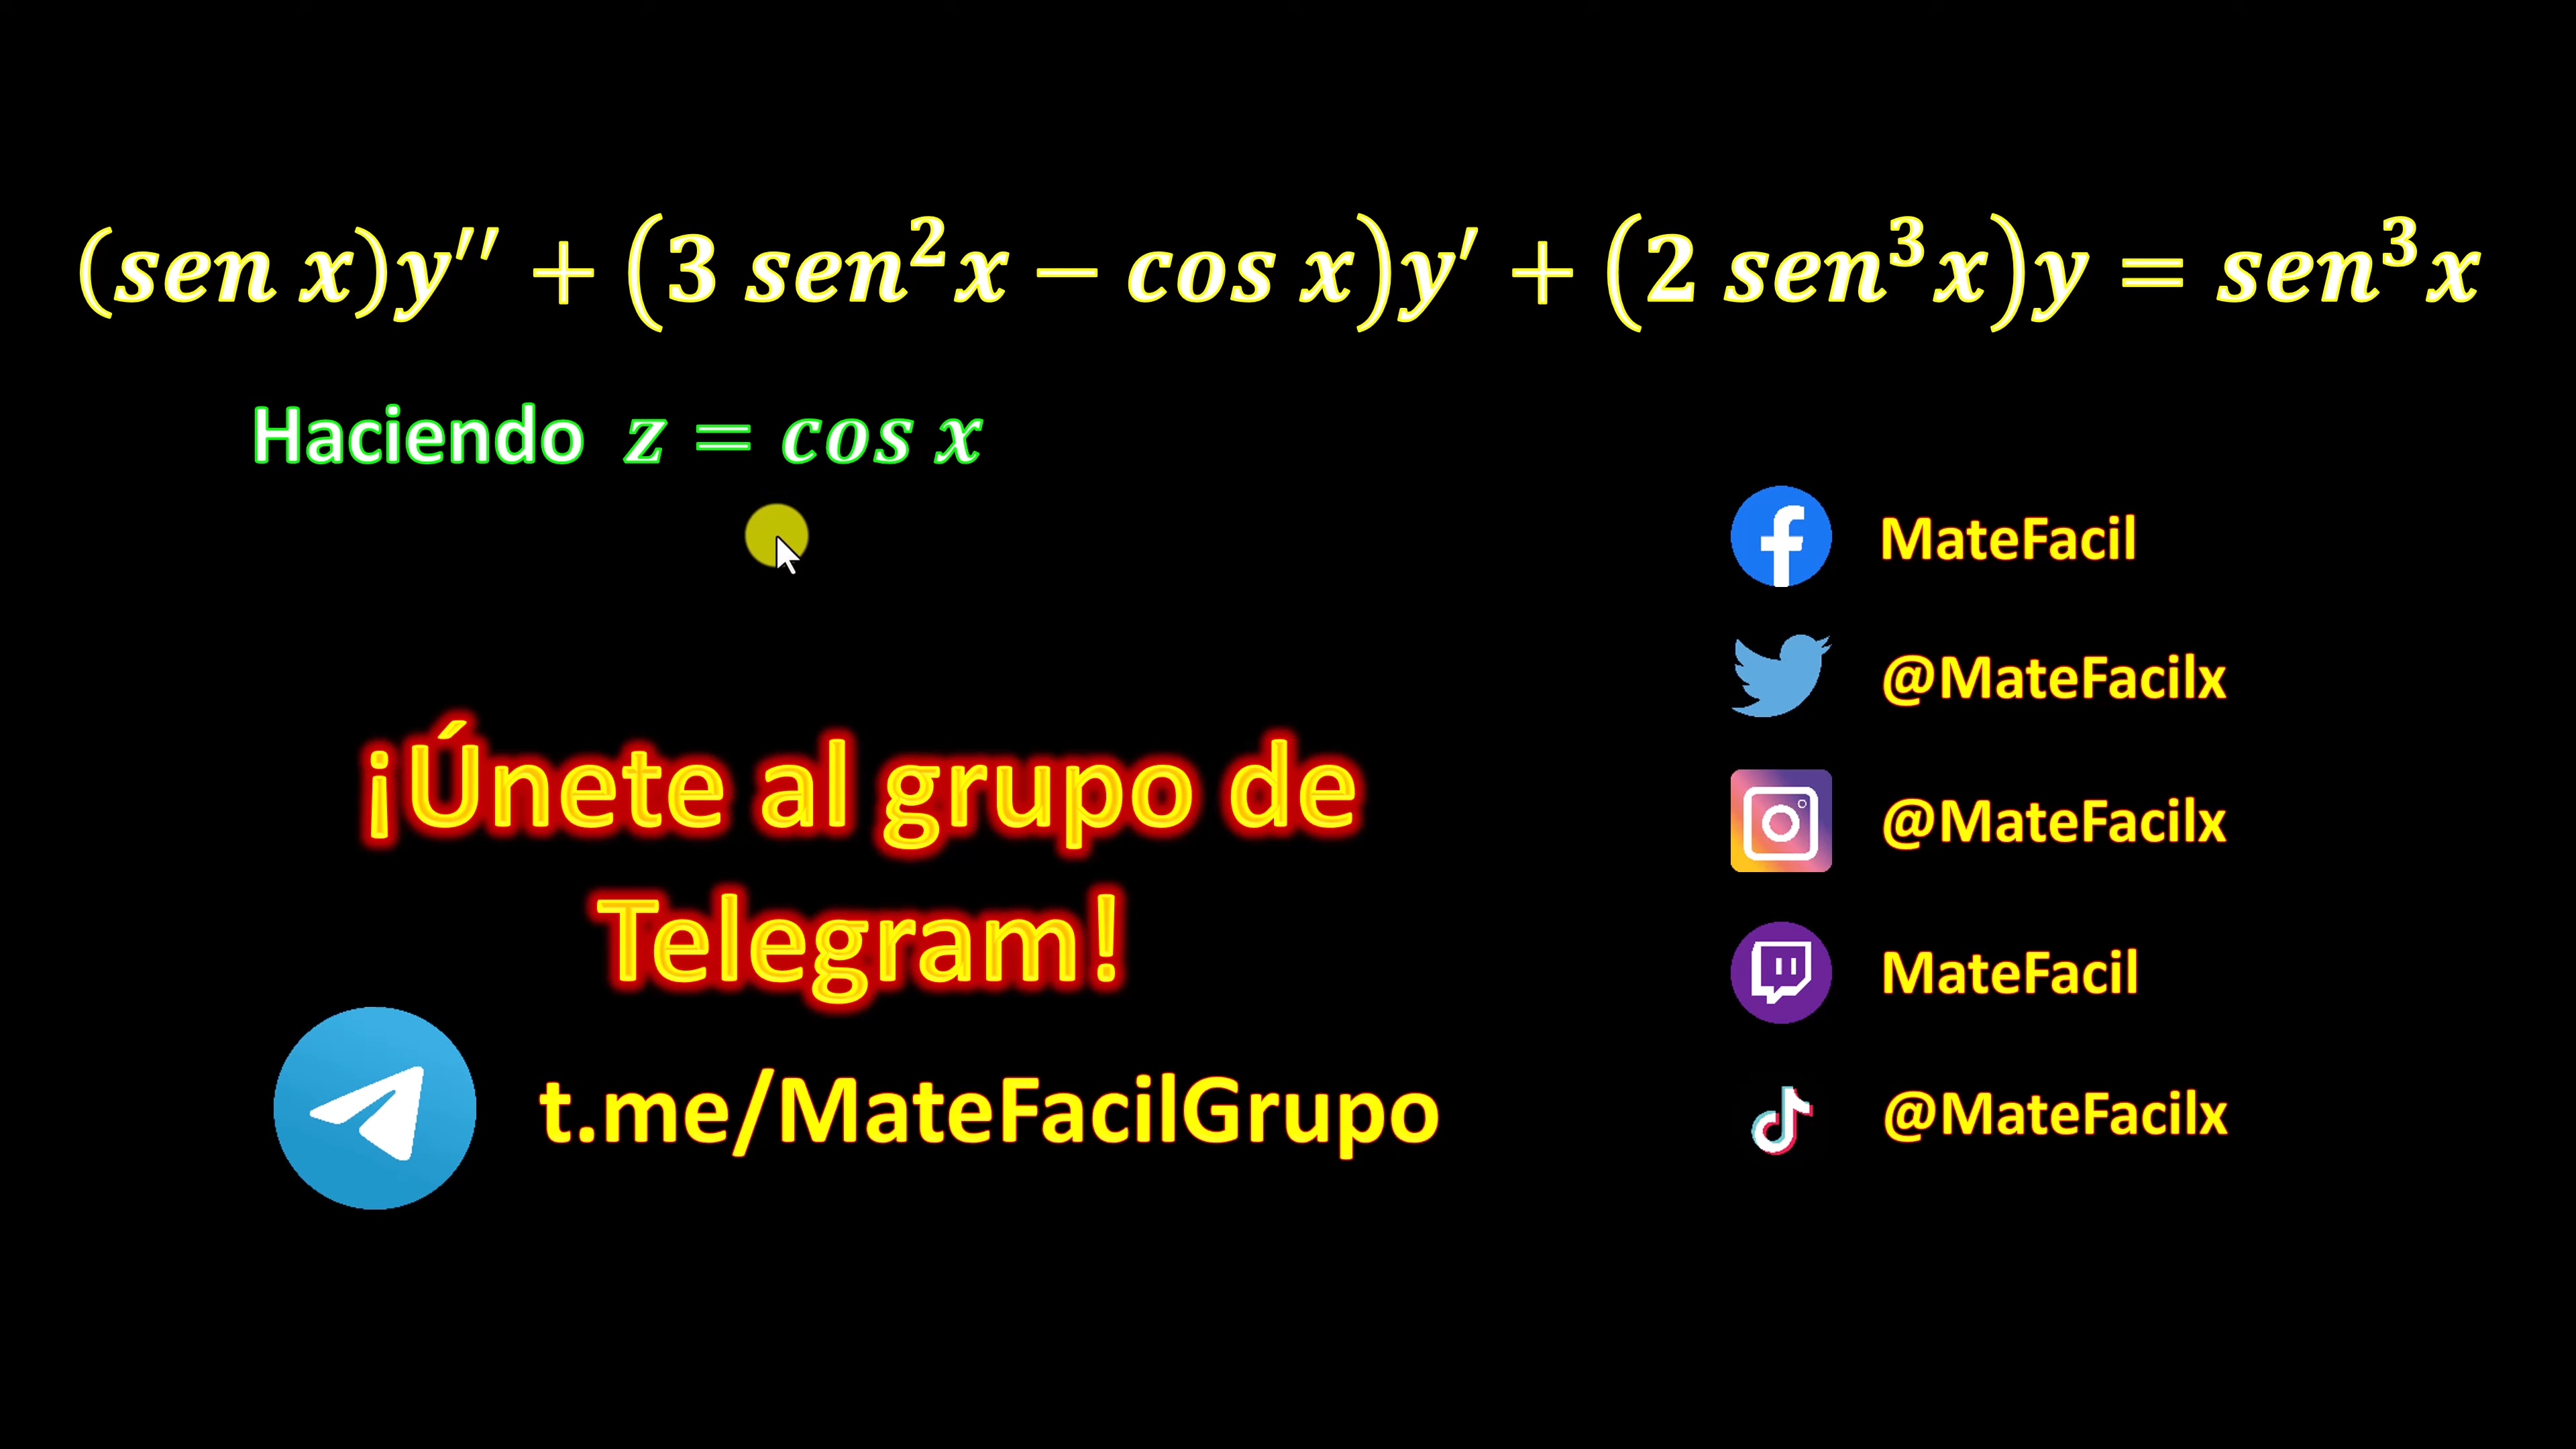 (sen x)y′′ + (3 sen²x − cos x)y′ + (2 sen³x)y = sen³x
Haciendo z = cos x
¡Únete al grupo de
Telegram!
t.me/MateFacilGrupo
MateFacil
@MateFacilx
@MateFacilx
MateFacil
@MateFacilx